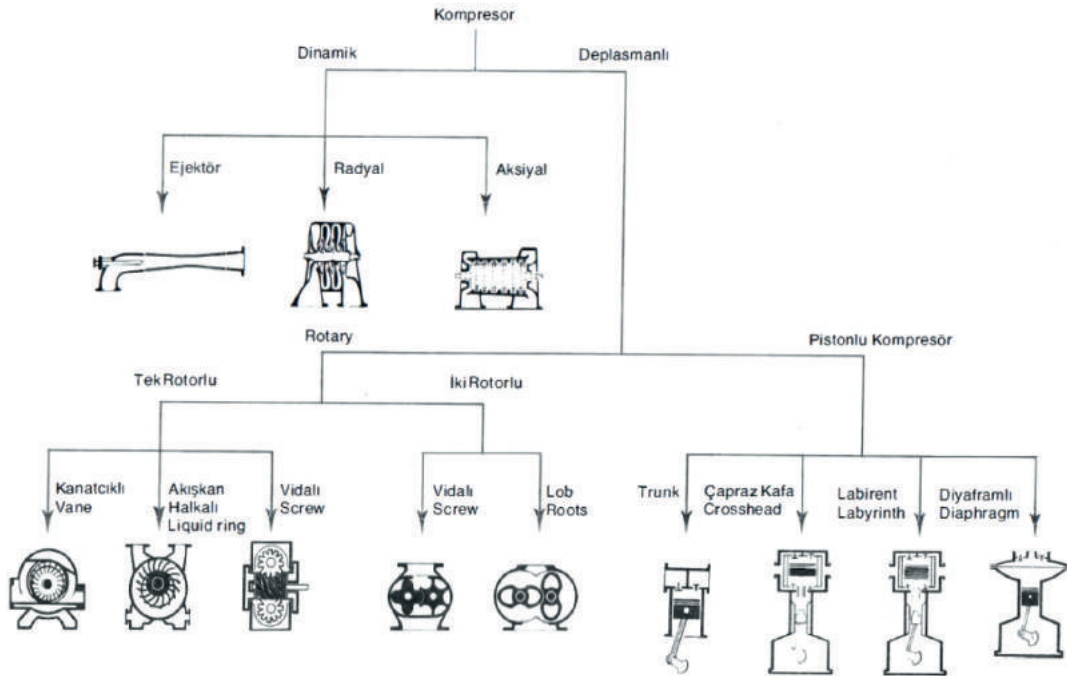 Kompresor
Dinamik
Deplasmanlı
Ejektör
Radyal
Aksiyal
Rotary
Pistonlu Kompresör
Tek Rotorlu
İki Rotorlu
Kanatcıklı
Vane
Akışkan
Halkalı
Liquid ring
Vidalı
Screw
Vidalı
Screw
Lob
Roots
Trunk
Çapraz Kafa
Crosshead
Labirent
Labyrinth
Diyaframlı
Diaphragm